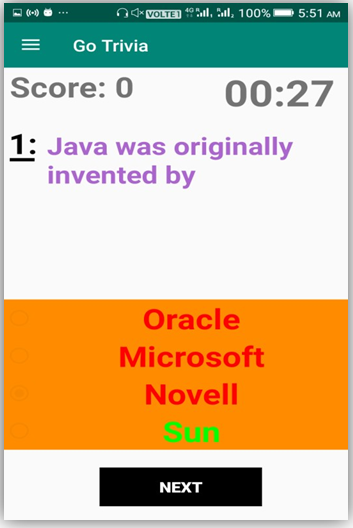 VOLTE1 4G R R 100% 5:51 AM
Go Trivia
Score: 0 00:27
1: Java was originally
invented by
Oracle
Microsoft
Novell
Sun
NEXT